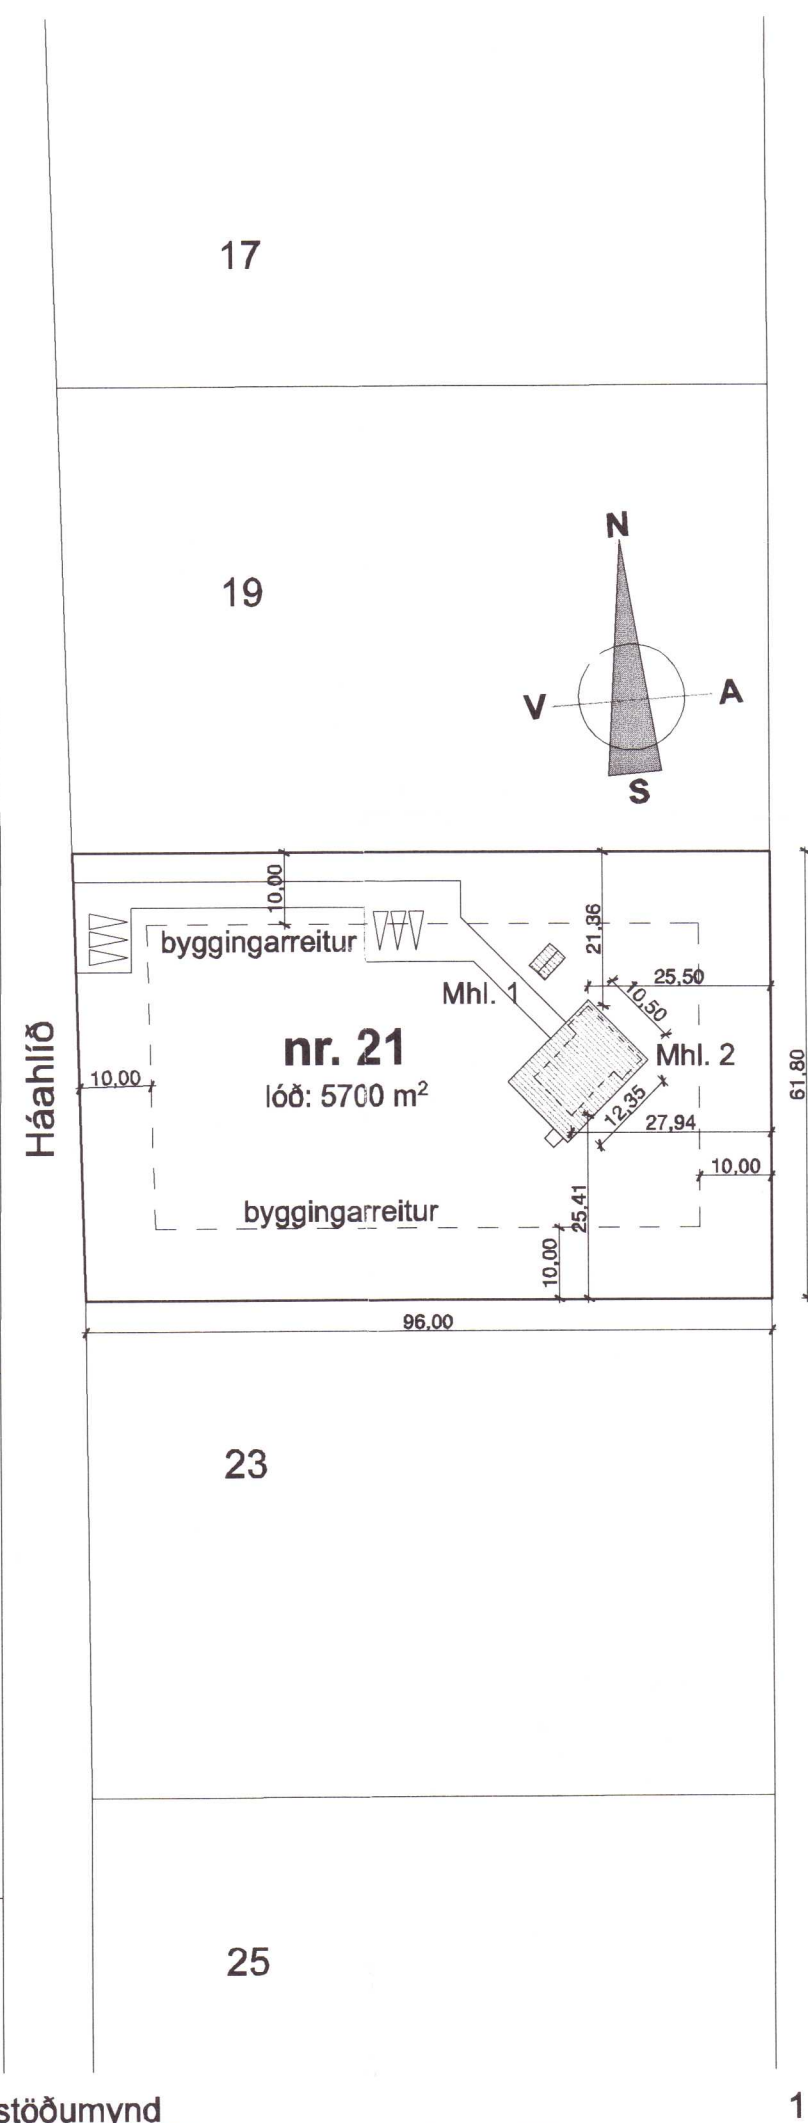 17
19
N
V
A
S
10,00
byggingarreitur
21,36
25,50
Mhl. 1
10,50
nr. 21
Mhl. 2
lóð: 5700 m²
10,00
Háahlíð
12,35
61,80
27,94
10,00
byggingarreitur
25,41
10,00
96,00
23
25
stöðumynd
1